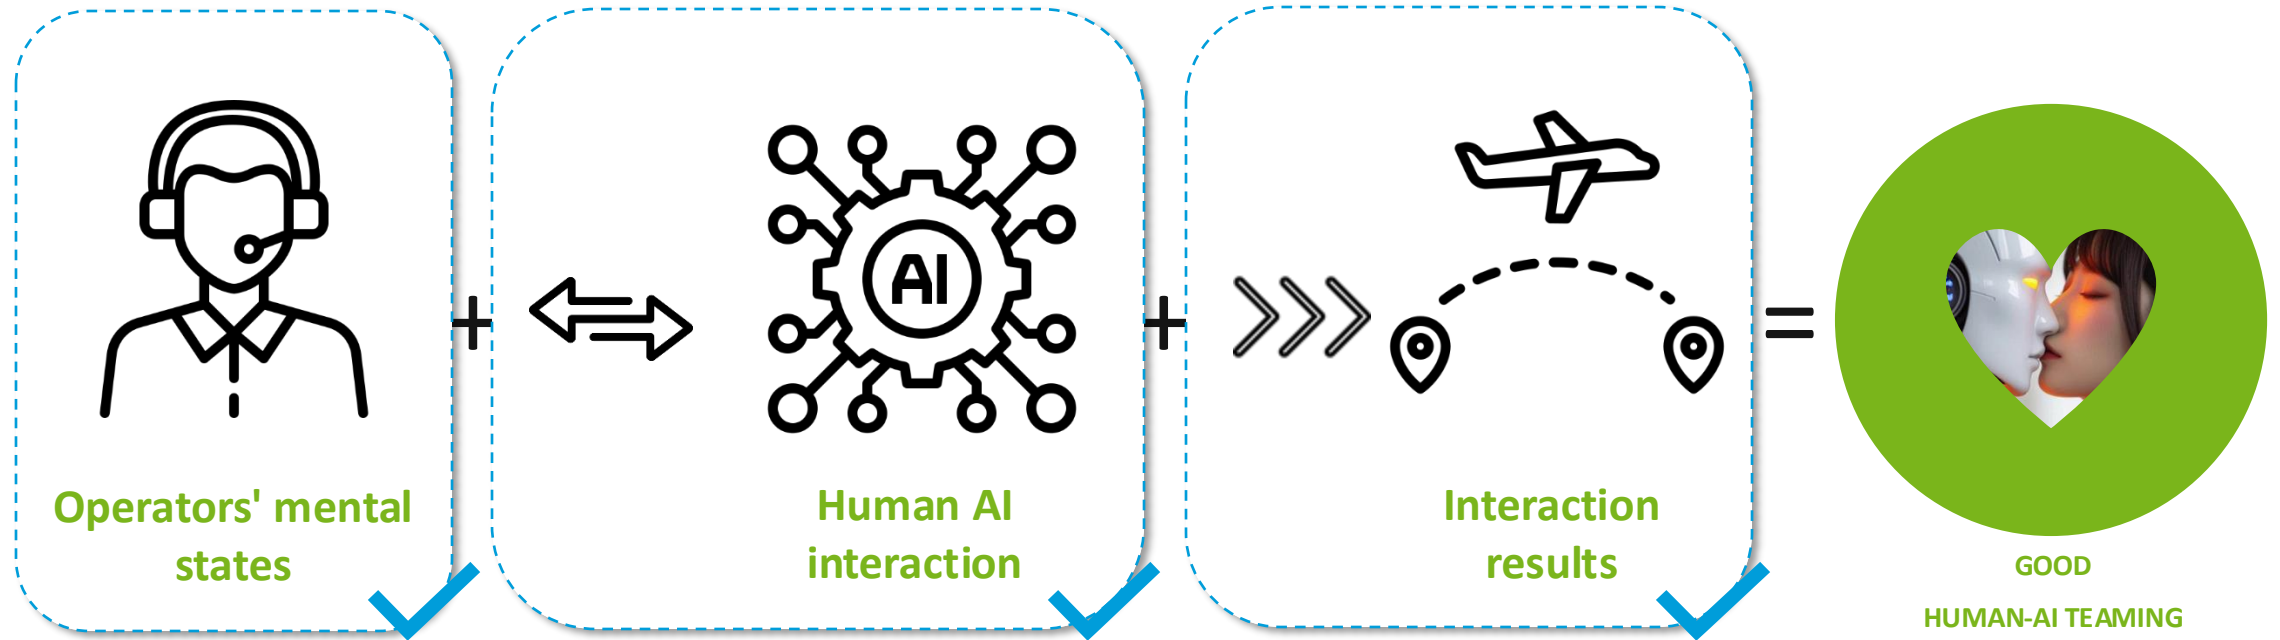 Operators' mental
states
+
AI
Human AI
interaction
+
Interaction
results
=
GOOD
HUMAN-AI TEAMING